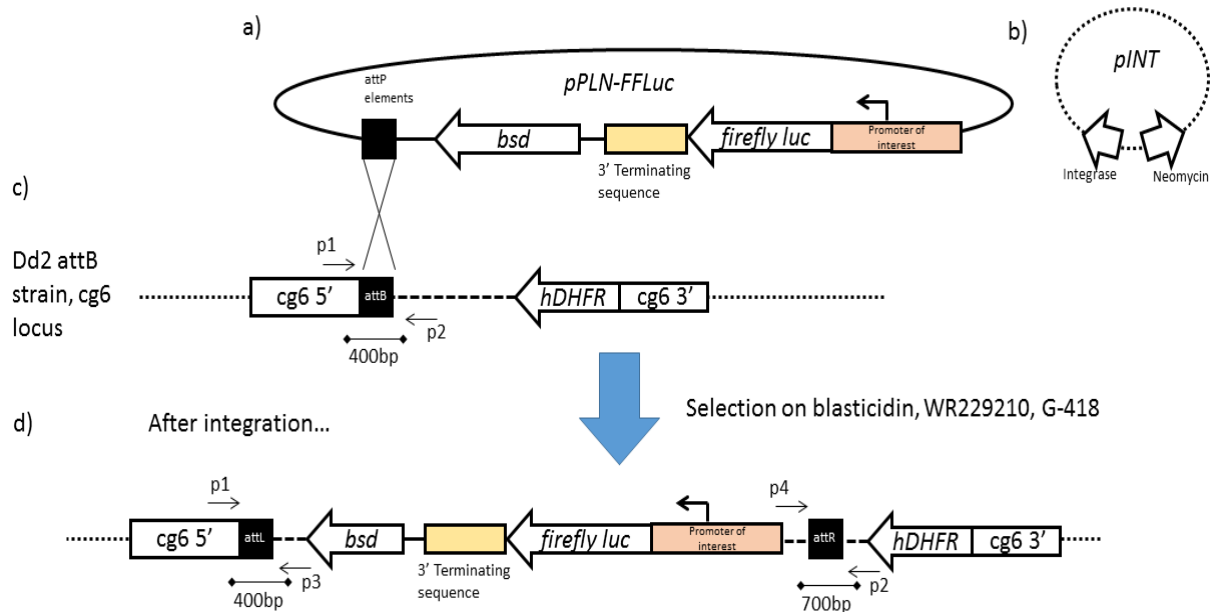 a)
b)
attP
elements
pPLN-FFLuc
pINT
bsd
firefly luc
Promoter of
interest
3' Terminating
sequence
Integrase
Neomycin
c)
Dd2 attB
strain, cg6
locus
p1
cg6 5'
attB
hDHFR
cg6 3'
p2
400bp
Selection on blasticidin, WR229210, G-418
d)
After integration...
p1
p4
cg6 5'
attL
bsd
firefly luc
Promoter of
interest
attR
hDHFR
cg6 3'
p3
3' Terminating
sequence
p2
400bp
700bp